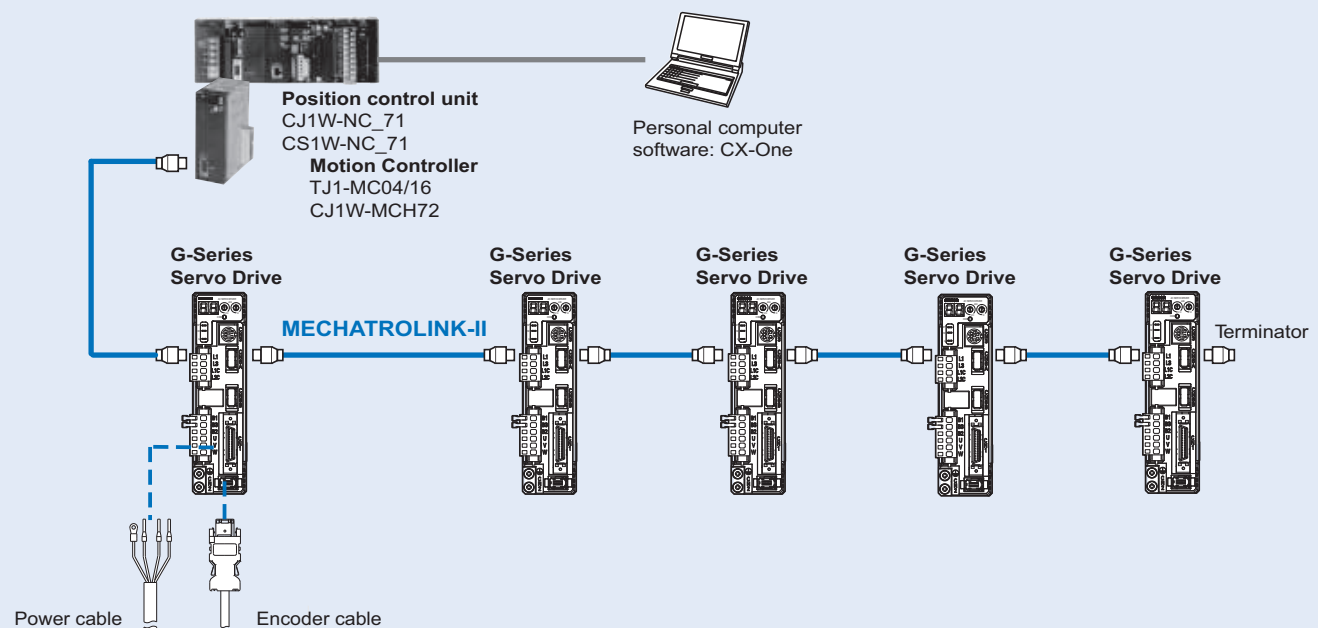 Position control unit
CJ1W-NC_71
CS1W-NC_71
Motion Controller
TJ1-MC04/16
CJ1W-MCH72
Personal computer
software: CX-One
G-Series
Servo Drive
G-Series
Servo Drive
G-Series
Servo Drive
G-Series
Servo Drive
G-Series
Servo Drive
MECHATROLINK-II
Terminator
Power cable
Encoder cable